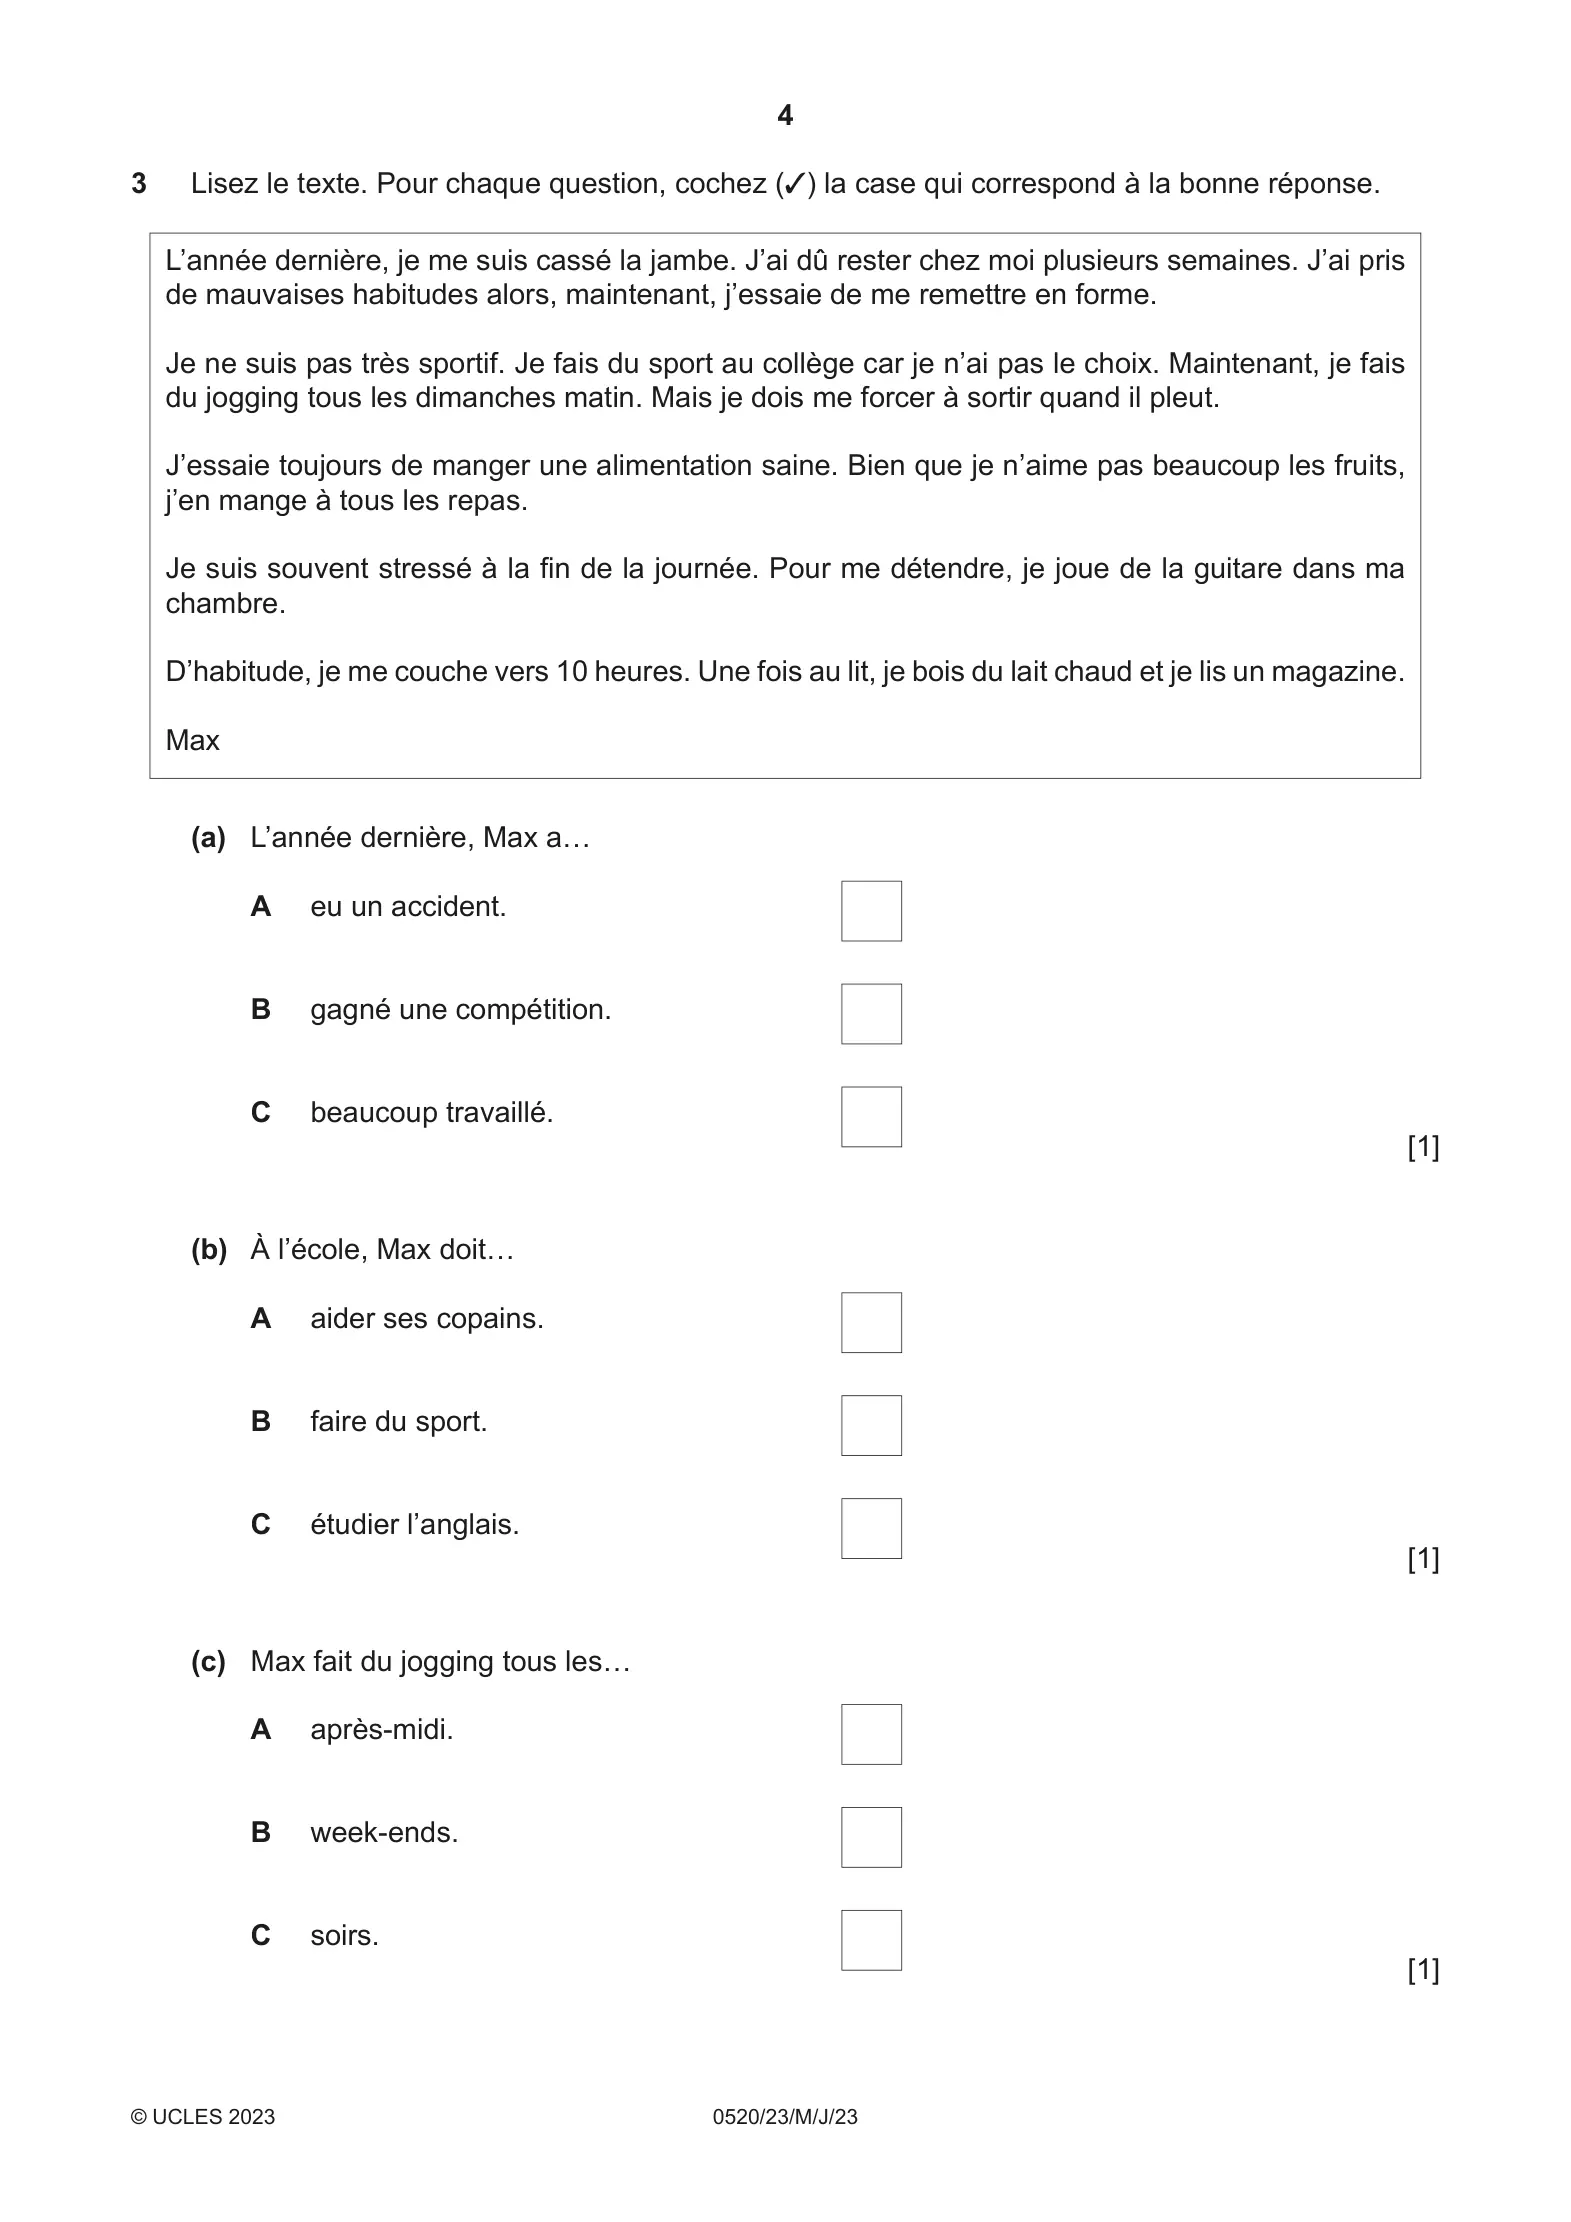 4
3 Lisez le texte. Pour chaque question, cochez (✓) la case qui correspond à la bonne réponse.
L’année dernière, je me suis cassé la jambe. J’ai dû rester chez moi plusieurs semaines. J’ai pris
de mauvaises habitudes alors, maintenant, j’essaie de me remettre en forme.
Je ne suis pas très sportif. Je fais du sport au collège car je n’ai pas le choix. Maintenant, je fais
du jogging tous les dimanches matin. Mais je dois me forcer à sortir quand il pleut.
J’essaie toujours de manger une alimentation saine. Bien que je n’aime pas beaucoup les fruits,
j’en mange à tous les repas.
Je suis souvent stressé à la fin de la journée. Pour me détendre, je joue de la guitare dans ma
chambre.
D’habitude, je me couche vers 10 heures. Une fois au lit, je bois du lait chaud et je lis un magazine.
Max
(a) L’année dernière, Max a…
A eu un accident.
B gagné une compétition.
C beaucoup travaillé.
[1]
(b) À l’école, Max doit…
A aider ses copains.
B faire du sport.
C étudier l’anglais.
[1]
(c) Max fait du jogging tous les…
A après-midi.
B week-ends.
C soirs.
[1]
© UCLES 2023 0520/23/M/J/23